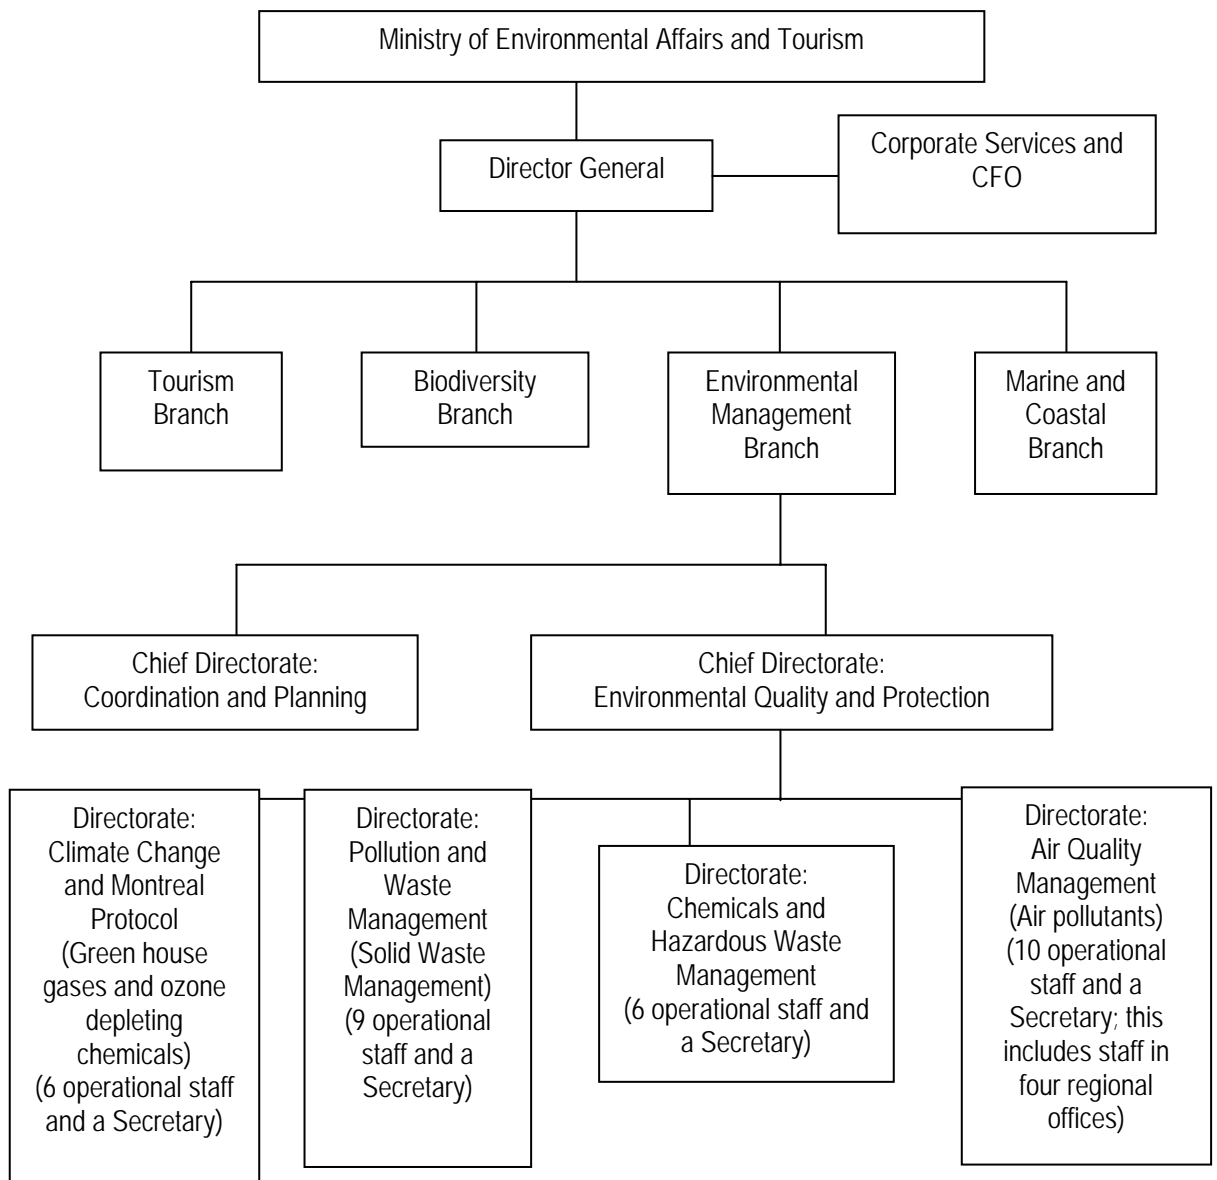 Ministry of Environmental Affairs and Tourism
Director General
Corporate Services and
CFO
Tourism
Branch
Biodiversity
Branch
Environmental
Management
Branch
Marine and
Coastal
Branch
Chief Directorate:
Coordination and Planning
Chief Directorate:
Environmental Quality and Protection
Directorate:
Climate Change
and Montreal
Protocol
(Green house
gases and ozone
depleting
chemicals)
(6 operational staff
and a Secretary)
Directorate:
Pollution and
Waste
Management
(Solid Waste
Management)
(9 operational
staff and a
Secretary)
Directorate:
Chemicals and
Hazardous Waste
Management
(6 operational staff and
a Secretary)
Directorate:
Air Quality
Management
(Air pollutants)
(10 operational
staff and a
Secretary; this
includes staff in
four regional
offices)